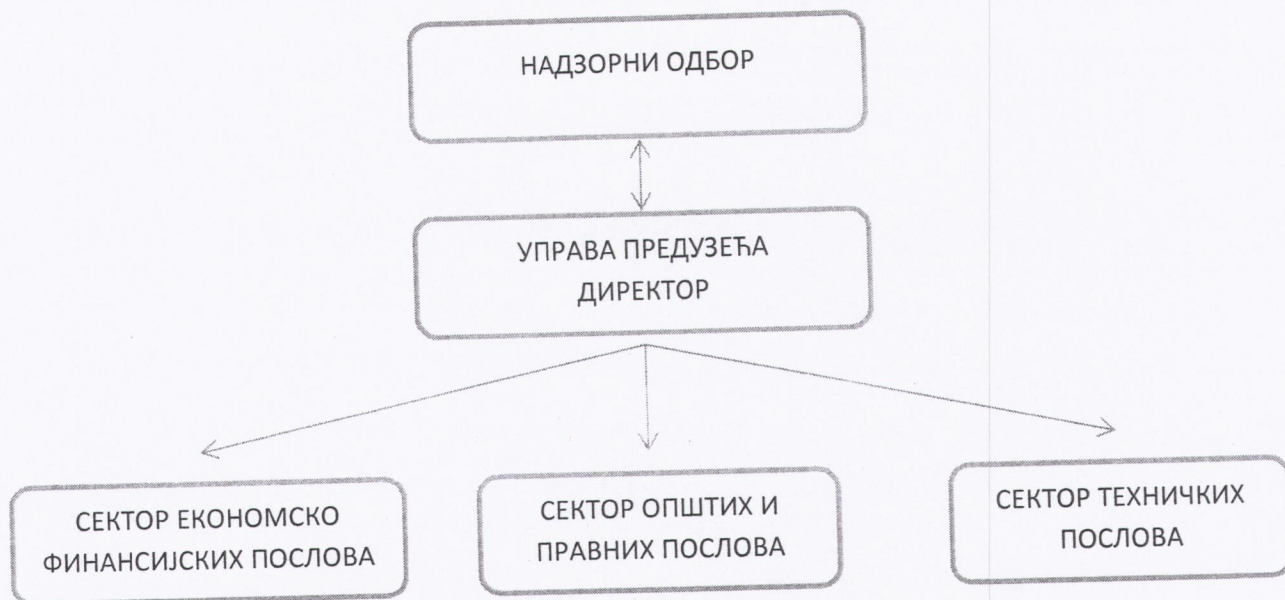 НАДЗОРНИ ОДБОР
УПРАВА ПРЕДУЗЕЋА
ДИРЕКТОР
СЕКТОР ЕКОНОМСКО
ФИНАНСИЈСКИХ ПОСЛОВА
СЕКТОР ОПШТИХ И
ПРАВНИХ ПОСЛОВА
СЕКТОР ТЕХНИЧКИХ
ПОСЛОВА